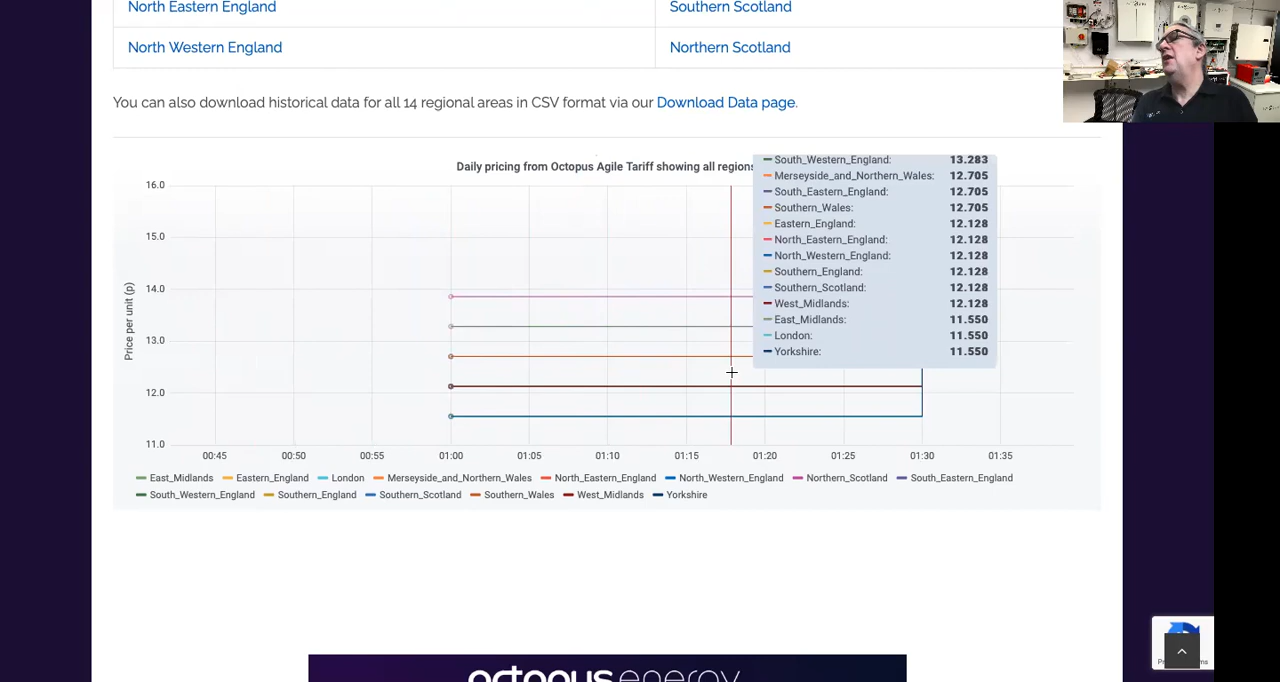 North Eastern England
Southern Scotland
North Western England
Northern Scotland
You can also download historical data for all 14 regional areas in CSV format via our Download Data page.
Daily pricing from Octopus Agile Tariff showing all regions
South_Western_England: 13.283
Merseyside_and_Northern_Wales: 12.705
South_Eastern_England: 12.705
Southern_Wales: 12.705
Eastern_England: 12.128
North_Eastern_England: 12.128
North_Western_England: 12.128
Southern_England: 12.128
Southern_Scotland: 12.128
West_Midlands: 12.128
East_Midlands: 11.550
London: 11.550
Yorkshire: 11.550
Price per unit (p)
16.0
15.0
14.0
13.0
12.0
11.0
00:45 00:50 00:55 01:00 01:05 01:10 01:15 01:20 01:25 01:30 01:35
East_Midlands Eastern_England London Merseyside_and_Northern_Wales North_Eastern_England North_Western_England Northern_Scotland South_Eastern_England
South_Western_England Southern_England Southern_Scotland Southern_Wales West_Midlands Yorkshire
octopus energy